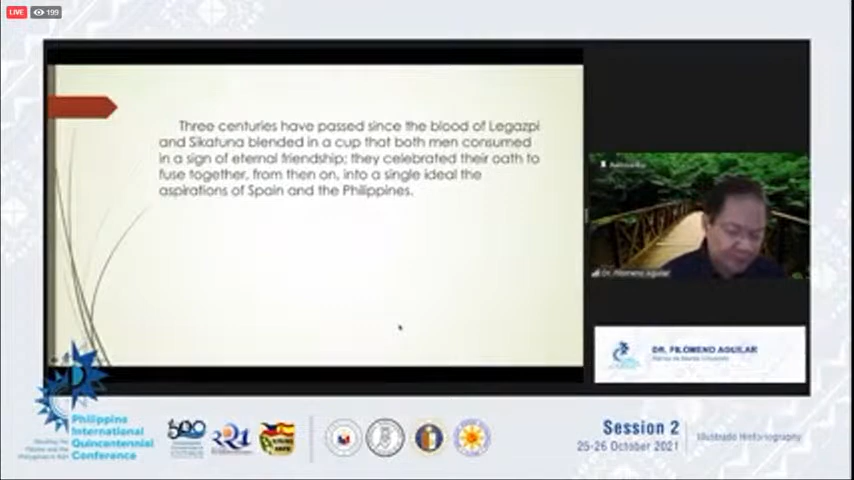 LIVE 199
Three centuries have passed since the blood of Legazpi
and Sikatuna blended in a cup that both men consumed
in a sign of eternal friendship; they celebrated their oath to
fuse together, from then on, into a single ideal the
aspirations of Spain and the Philippines.
Dr. Filomeno Aguilar
DR. FILOMENO AGUILAR
Philippine
International
Quincentennial
Conference
500
Session 2
25-26 October 2021
Ilustrado Historiography